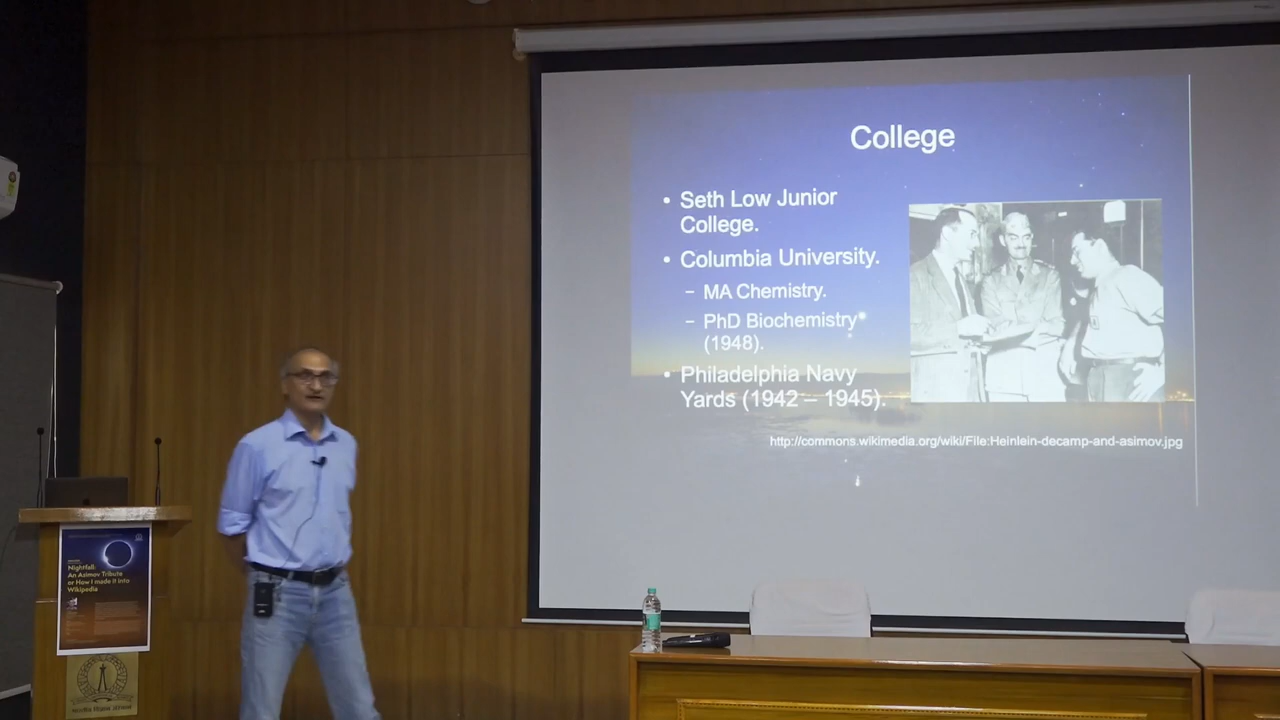 College
• Seth Low Junior
College.
• Columbia University.
– MA Chemistry.
– PhD Biochemistry
(1948).
• Philadelphia Navy
Yards (1942 – 1945).
http://commons.wikimedia.org/wiki/File:Heinlein-decamp-and-asimov.jpg
Nightfall:
An Asimov Tribute
or How I made it into
Wikipedia